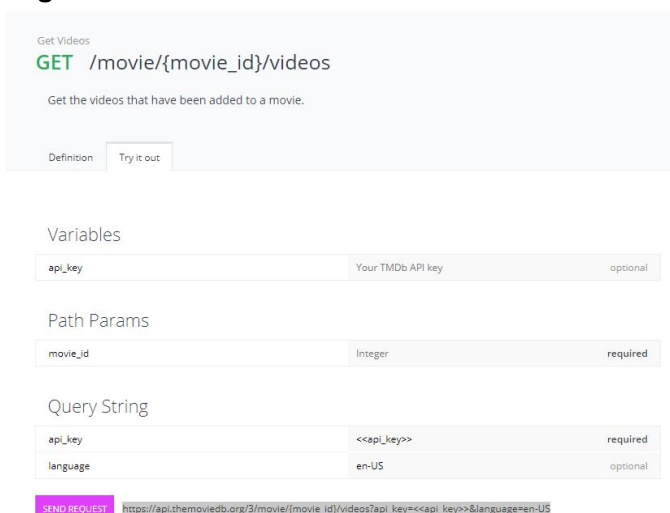 Get Videos
GET /movie/{movie_id}/videos
Get the videos that have been added to a movie.
Definition Try it out
Variables
api_key Your TMDb API key optional
Path Params
movie_id Integer required
Query String
api_key <<api_key>> required
language en-US optional
SEND REQUEST https://api.themoviedb.org/3/movie/{movie_id}/videos?api_key=<<api_key>>&language=en-US